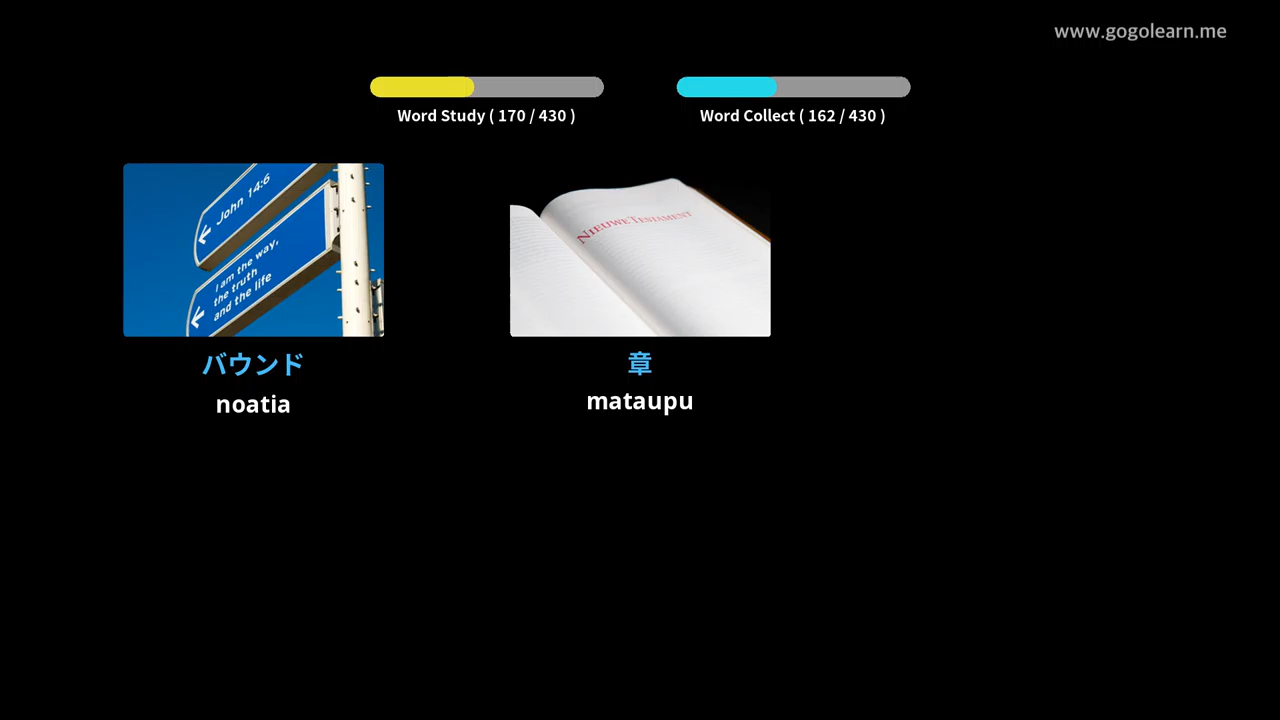 www.gogolearn.me
Word Study ( 170 / 430 )
Word Collect ( 162 / 430 )
John 14:6
I am the way,
the truth
and the life
NIEUWE TESTAMENT
バウンド
章
noatia
mataupu